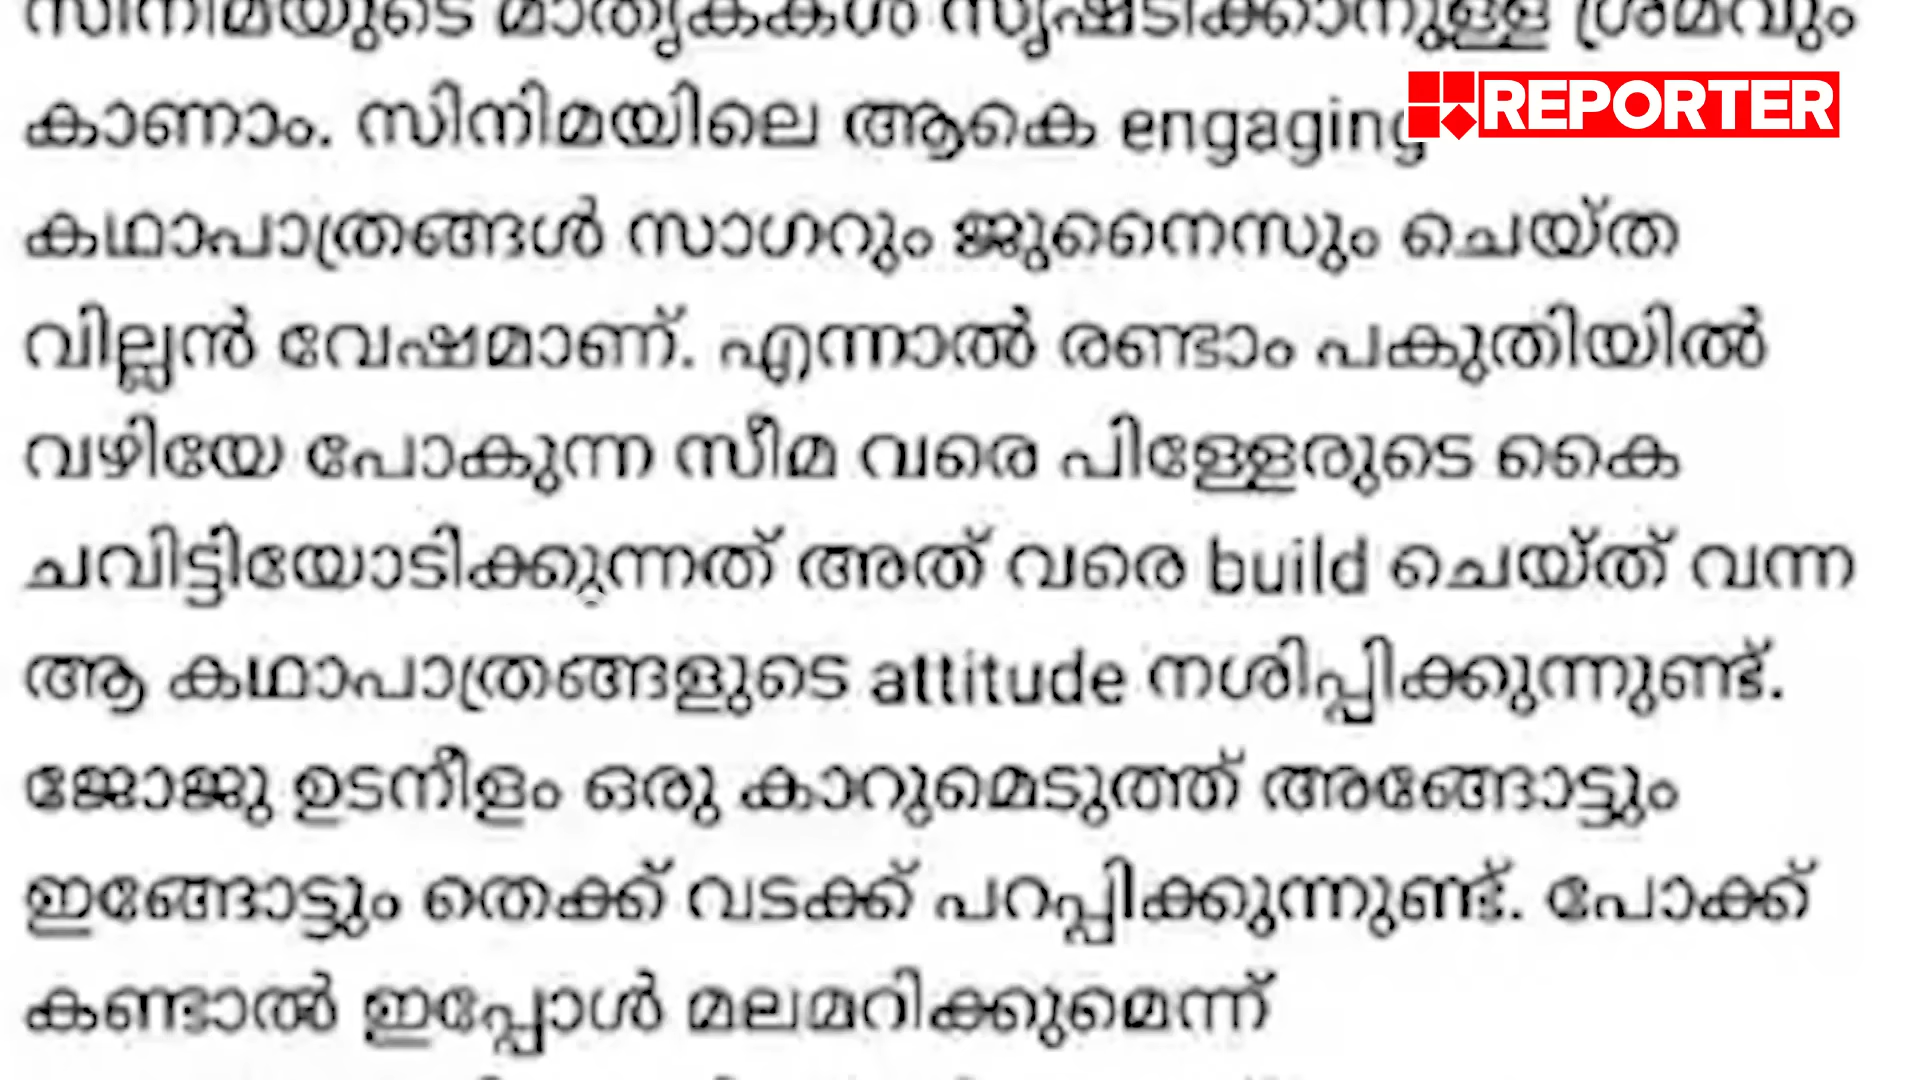 സിനിമയുടെ മാതൃകകൾ സൃഷ്ടിക്കാനുള്ള ശ്രമവും
കാണാം. സിനിമയിലെ ആകെ engaging
REPORTER
കഥാപാത്രങ്ങൾ സാഗറും ജുനൈസും ചെയ്ത
വില്ലൻ വേഷമാണ്. എന്നാൽ രണ്ടാം പകുതിയിൽ
വഴിയേ പോകുന്ന സീമ വരെ പിള്ളേരുടെ കൈ
ചവിട്ടിയോടിക്കുന്നത് അത് വരെ build ചെയ്ത് വന്ന
ആ കഥാപാത്രങ്ങളുടെ attitude നശിപ്പിക്കുന്നുണ്ട്.
ജോജു ഉടനീളം ഒരു കാറുമെടുത്ത് അങ്ങോട്ടും
ഇങ്ങോട്ടും തെക്ക് വടക്ക് പറപ്പിക്കുന്നുണ്ട്. പോക്ക്
കണ്ടാൽ ഇപ്പോൾ മലമറിക്കുമെന്ന്